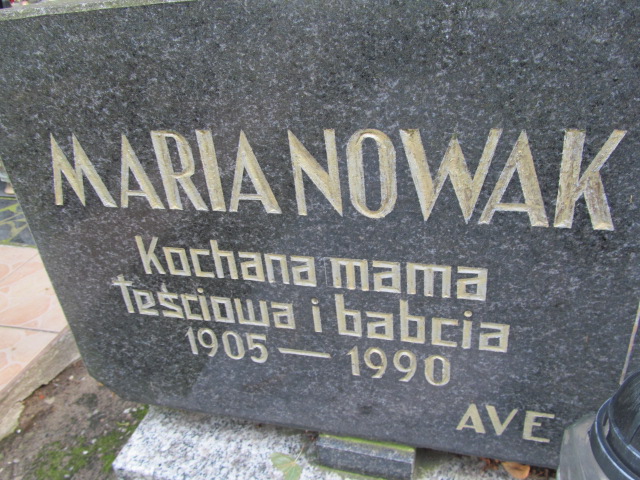 MARIA NOWAK
Kochana mama
teściowa i babcia
1905 — 1990
AVE